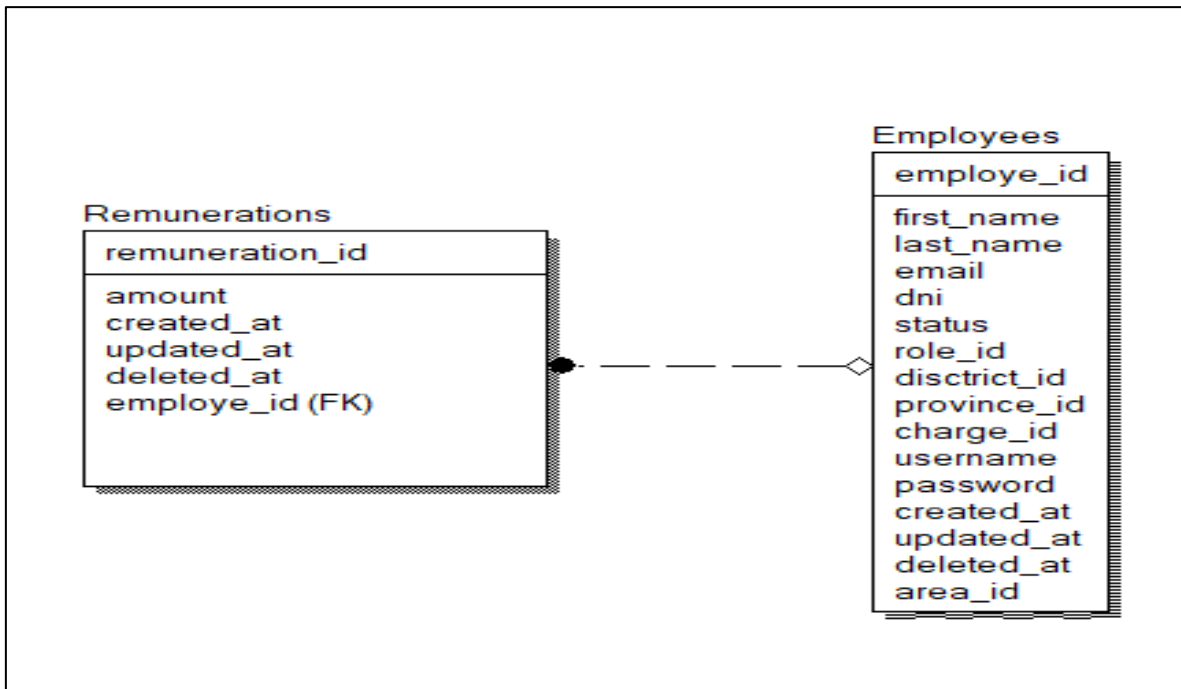 Remunerations
remuneration_id
amount
created_at
updated_at
deleted_at
employe_id (FK)
Employees
employe_id
first_name
last_name
email
dni
status
role_id
disctrict_id
province_id
charge_id
username
password
created_at
updated_at
deleted_at
area_id